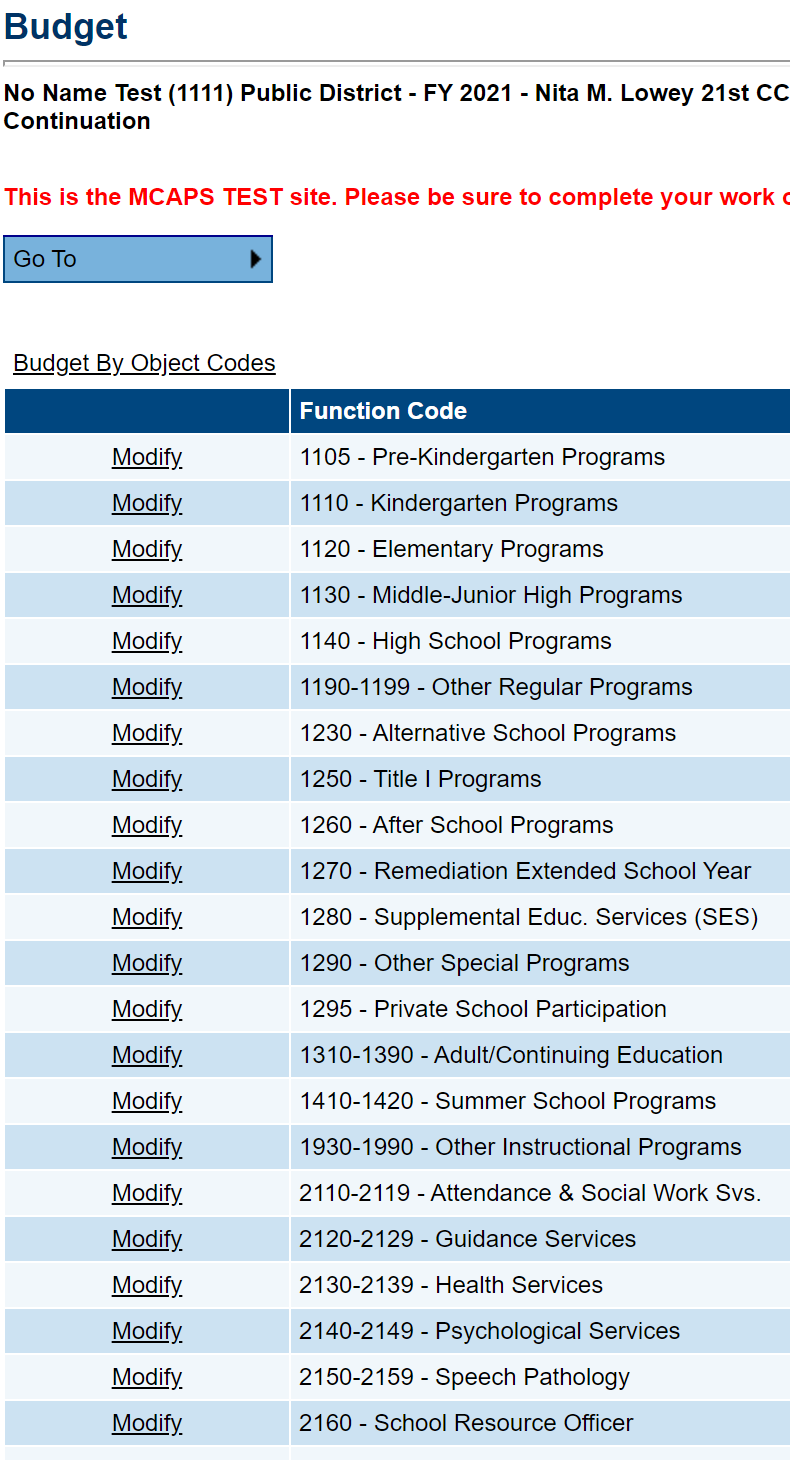 Budget
No Name Test (1111) Public District - FY 2021 - Nita M. Lowey 21st CC
Continuation
This is the MCAPS TEST site. Please be sure to complete your work
Go To
Budget By Object Codes
Function Code
Modify 1105 - Pre-Kindergarten Programs
Modify 1110 - Kindergarten Programs
Modify 1120 - Elementary Programs
Modify 1130 - Middle-Junior High Programs
Modify 1140 - High School Programs
Modify 1190-1199 - Other Regular Programs
Modify 1230 - Alternative School Programs
Modify 1250 - Title I Programs
Modify 1260 - After School Programs
Modify 1270 - Remediation Extended School Year
Modify 1280 - Supplemental Educ. Services (SES)
Modify 1290 - Other Special Programs
Modify 1295 - Private School Participation
Modify 1310-1390 - Adult/Continuing Education
Modify 1410-1420 - Summer School Programs
Modify 1930-1990 - Other Instructional Programs
Modify 2110-2119 - Attendance & Social Work Svs.
Modify 2120-2129 - Guidance Services
Modify 2130-2139 - Health Services
Modify 2140-2149 - Psychological Services
Modify 2150-2159 - Speech Pathology
Modify 2160 - School Resource Officer